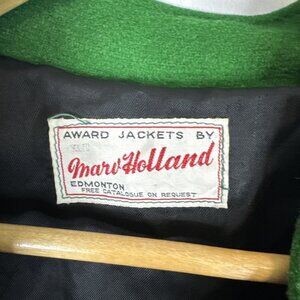 AWARD JACKETS BY
Marv Holland
EDMONTON
FREE CATALOGUE ON REQUEST